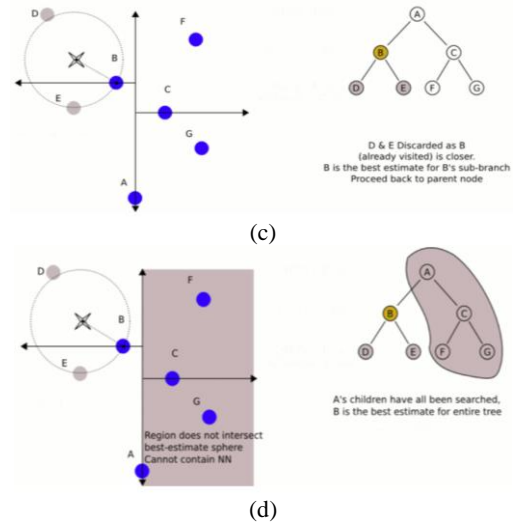 D
F
B
C
E
G
A
A
B
C
D
E
F
G
D & E Discarded as B
(already visited) is closer.
B is the best estimate for B's sub-branch
Proceed back to parent node
(c)
D
F
B
C
E
G
A
Region does not intersect
best-estimate sphere
Cannot contain NN
A
B
C
D
E
F
G
A's children have all been searched,
B is the best estimate for entire tree
(d)